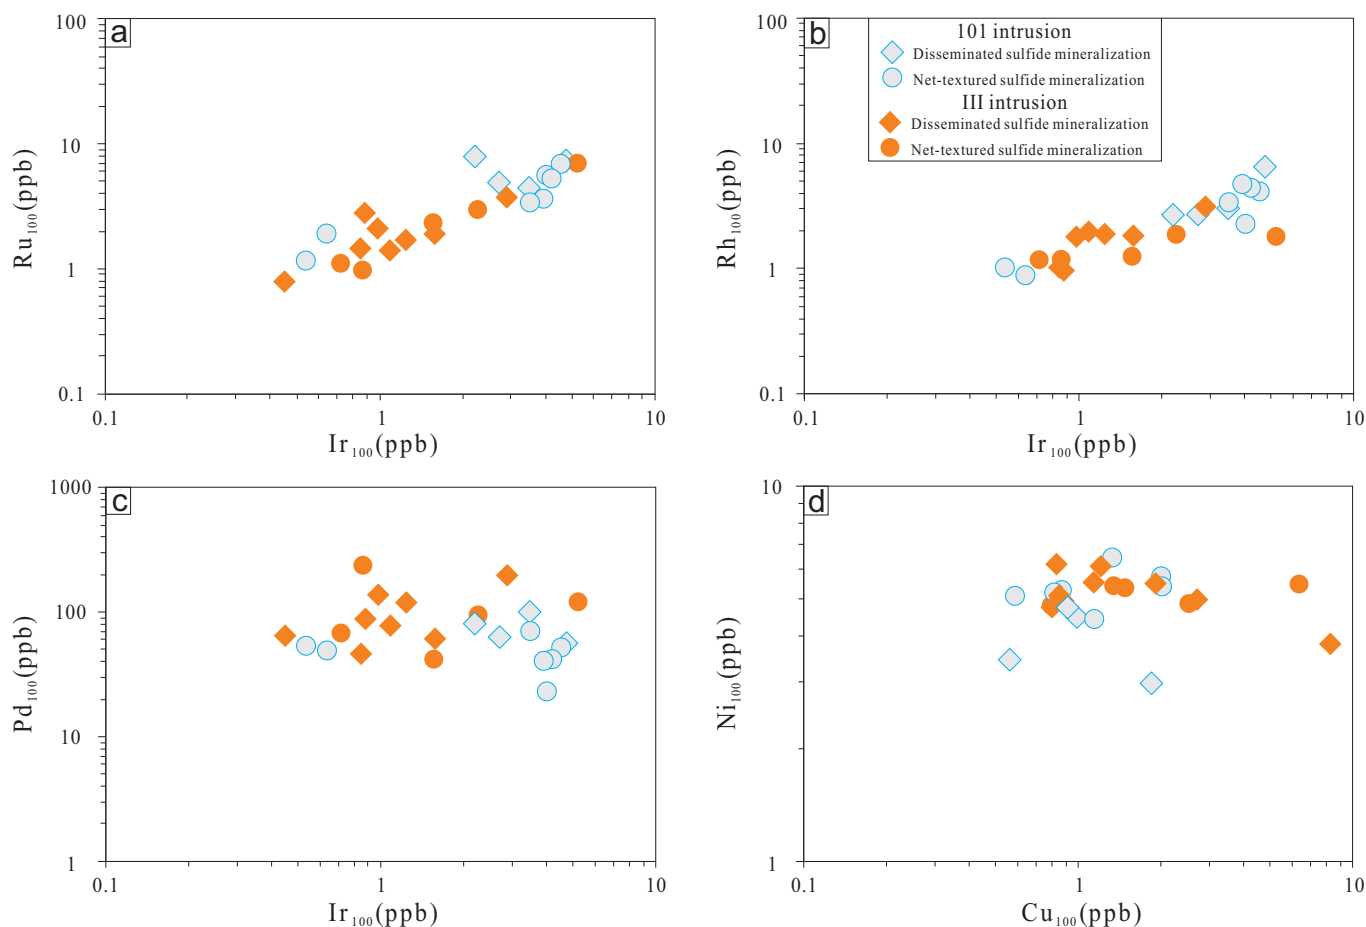 a
100
10
1
0.1
Ru100(ppb)
0.1 1 10
Ir100(ppb)
b
100
10
1
0.1
Rh100(ppb)
101 intrusion
Disseminated sulfide mineralization
Net-textured sulfide mineralization
III intrusion
Disseminated sulfide mineralization
Net-textured sulfide mineralization
0.1 1 10
Ir100(ppb)
c
1000
100
10
1
Pd100(ppb)
0.1 1 10
Ir100(ppb)
d
10
1
Ni100(ppb)
0.1 1 10
Cu100(ppb)